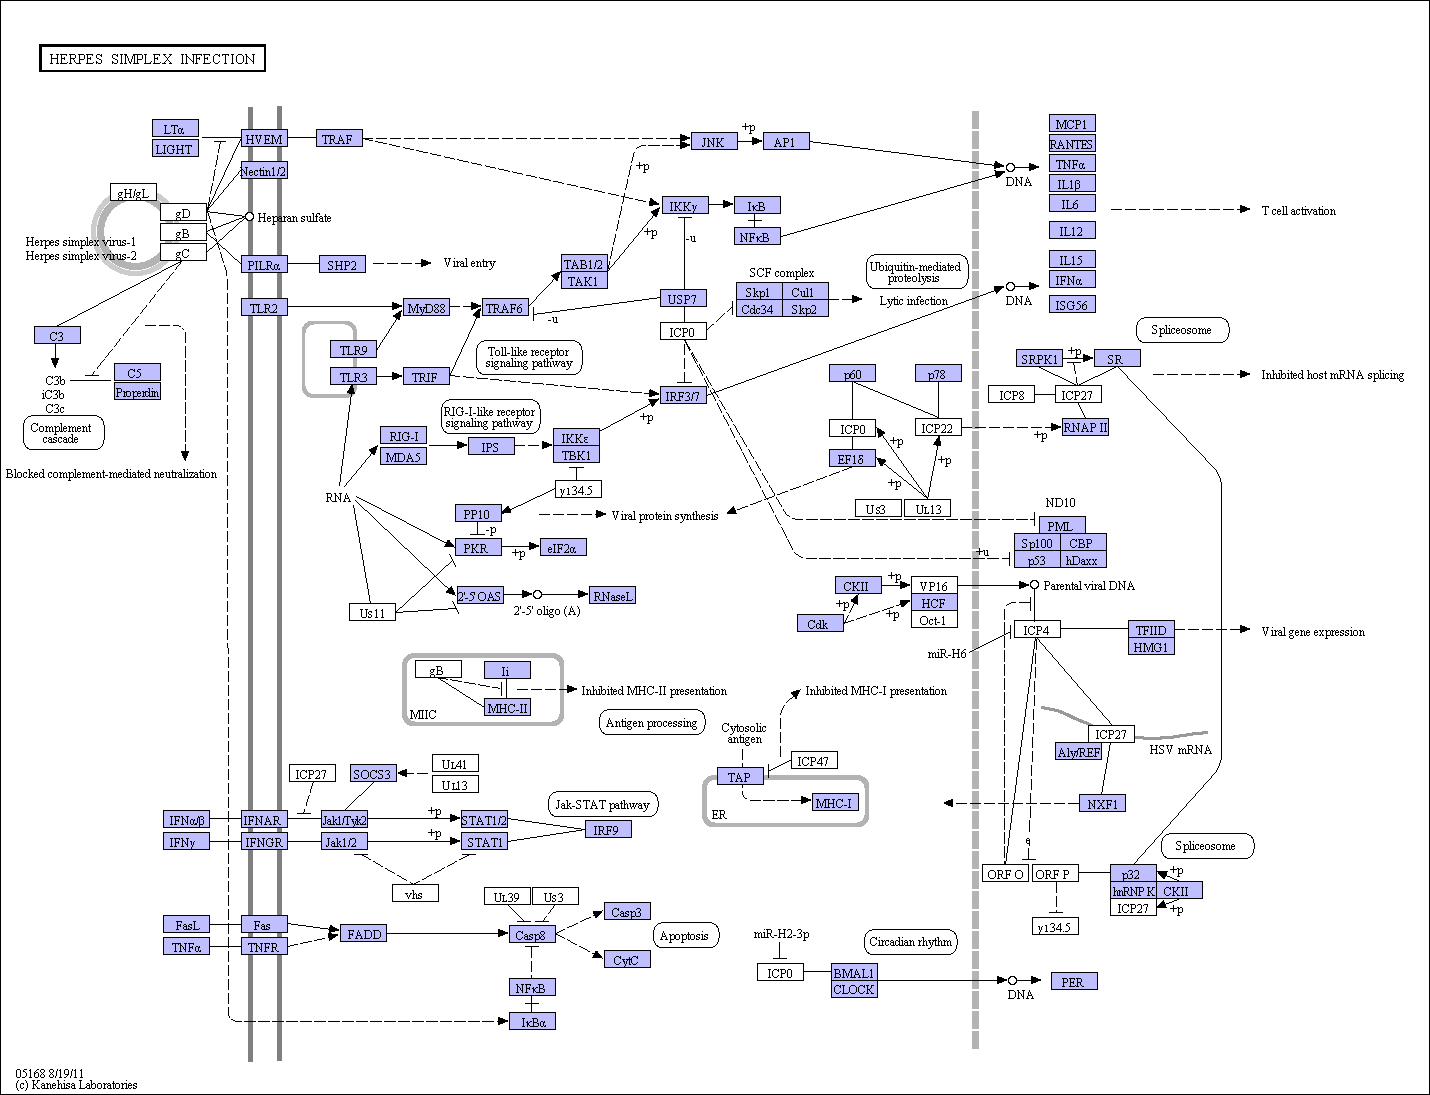 HERPES SIMPLEX INFECTION
LTα
LIGHT
HVEM
TRAF
Nectin1/2
gH/gL
gD
gB
gC
Heparan sulfate
Herpes simplex virus-1
Herpes simplex virus-2
PILRα
SHP2
Viral entry
TLR2
MyD88
TRAF6
TAB1/2
TAK1
+p
JNK
+p
AP1
IKKγ
+p
IκB
NFκB
-u
USP7
-u
ICP0
SCF complex
Skp1
Cul1
Cdc34
Skp2
Ubiquitin-mediated
proteolysis
Lytic infection
DNA
DNA
MCP1
RANTES
TNFα
IL1β
IL6
IL12
IL15
IFNα
ISG56
T cell activation
C3
C3b
iC3b
C3c
C5
Properdin
Complement
cascade
Blocked complement-mediated neutralization
TLR9
TLR3
TRIF
Toll-like receptor
signaling pathway
IRF3/7
+p
RIG-I-like receptor
signaling pathway
RIG-I
MDA5
IPS
IKKε
TBK1
γ134.5
RNA
PP10
-p
Viral protein synthesis
PKR
+p
eIF2α
2'-5'OAS
2'-5' oligo (A)
RNaseL
Us11
p60
p78
ICP0
ICP22
+p
+p
EF1δ
+p
Us3
UL13
+p
RNAP II
Spliceosome
SRPK1
+p
SR
ICP8
ICP27
Inhibited host mRNA splicing
ND10
PML
Sp100
CBP
p53
hDaxx
+u
CKII
+p
VP16
HCF
Oct-1
+p
+p
Cdk
Parental viral DNA
ICP4
miR-H6
TFIID
HMG1
Viral gene expression
gB
Ii
MHC-II
MIIC
Inhibited MHC-II presentation
Antigen processing
Inhibited MHC-I presentation
Cytosolic
antigen
ICP47
TAP
MHC-I
ER
ICP27
Aly/REF
HSV mRNA
NXF1
ICP27
SOCS3
UL41
UL13
IFNα/β
IFNAR
Jak1/Tyk2
+p
STAT1/2
Jak-STAT pathway
IFNγ
IFNGR
Jak1/2
+p
STAT1
IRF9
vhs
Spliceosome
ORF O
ORF P
p32
hnRNP K
ICP27
CKII
+p
+p
γ134.5
UL39
Us3
FasL
Fas
TNFα
TNFR
FADD
Casp8
Casp3
CytC
Apoptosis
NFκB
IκBα
miR-H2-3p
ICP0
BMAL1
CLOCK
Circadian rhythm
DNA
PER
05168 8/19/11
(c) Kanehisa Laboratories